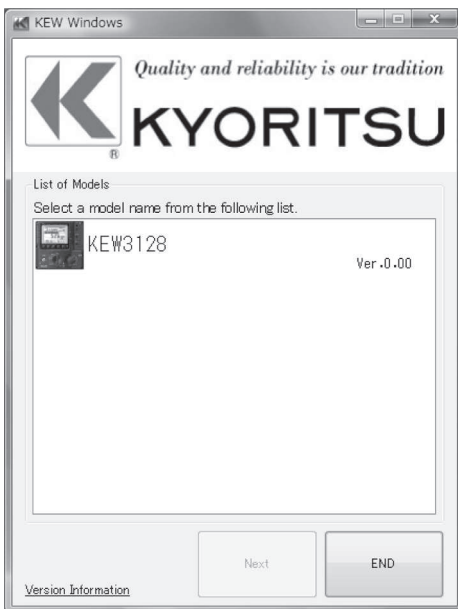 KEW Windows
Quality and reliability is our tradition
KYORITSU
®
List of Models
Select a model name from the following list.
KEW3128
Ver.0.00
Next
END
Version Information